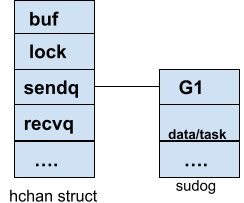 buf
lock
sendq
recvq
....
hchan struct
G1
data/task
....
sudog